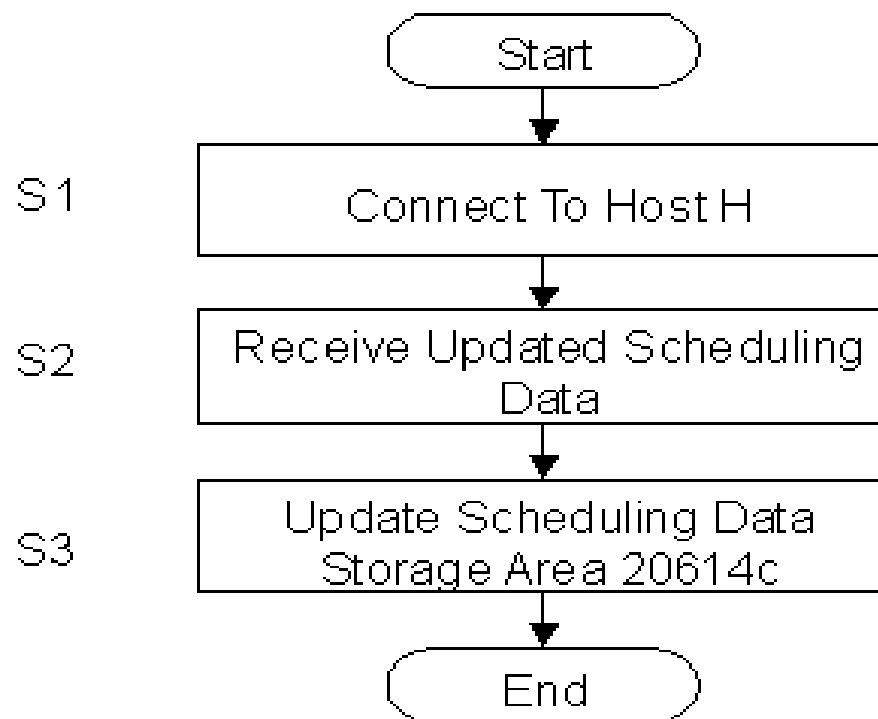 Start
S1
Connect To Host H
S2
Receive Updated Scheduling
Data
S3
Update Scheduling Data
Storage Area 20614c
End